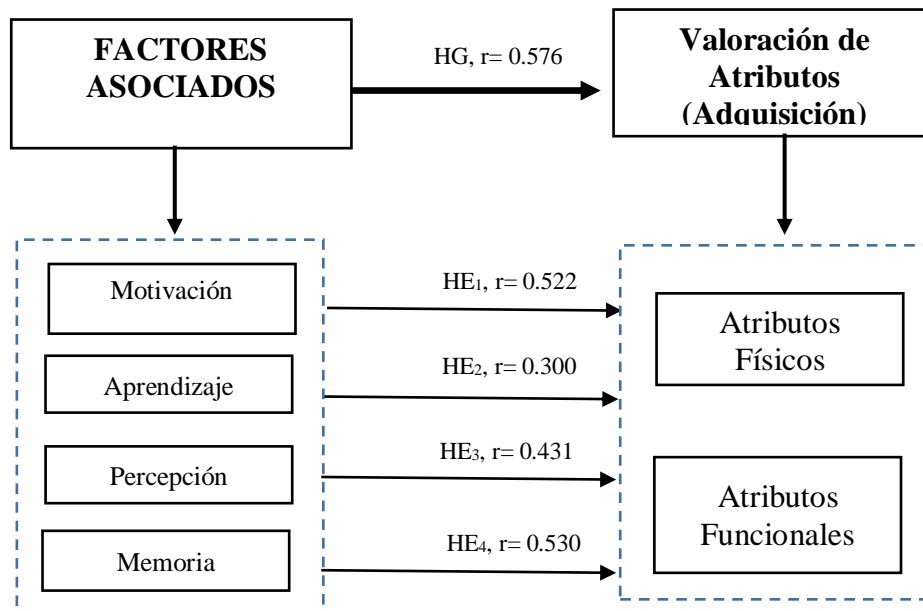 FACTORES
ASOCIADOS
HG, r= 0.576
Valoración de
Atributos
(Adquisición)
Motivación
HE₁, r= 0.522
Atributos
Físicos
Aprendizaje
HE₂, r= 0.300
Percepción
HE₃, r= 0.431
Atributos
Funcionales
Memoria
HE₄, r= 0.530